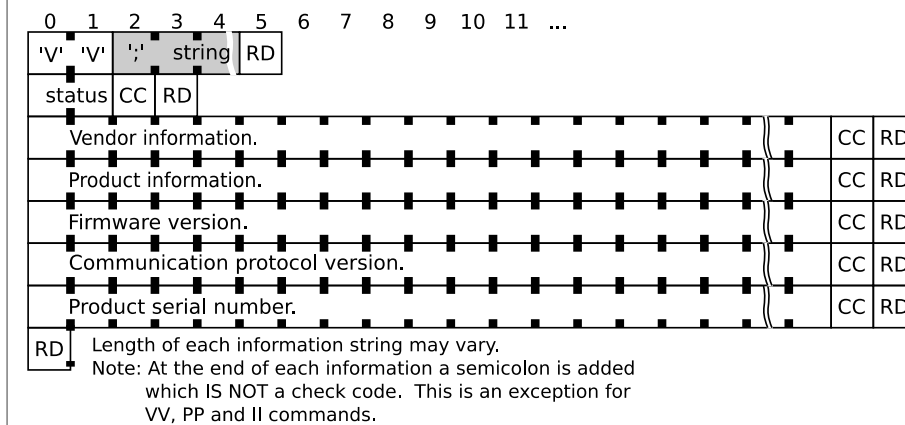 0 1 2 3 4 5 6 7 8 9 10 11 ...
'V' 'V' ';' string RD
status CC RD
Vendor information. CC RD
Product information. CC RD
Firmware version. CC RD
Communication protocol version. CC RD
Product serial number. CC RD
RD Length of each information string may vary.
Note: At the end of each information a semicolon is added
which IS NOT a check code. This is an exception for
VV, PP and II commands.